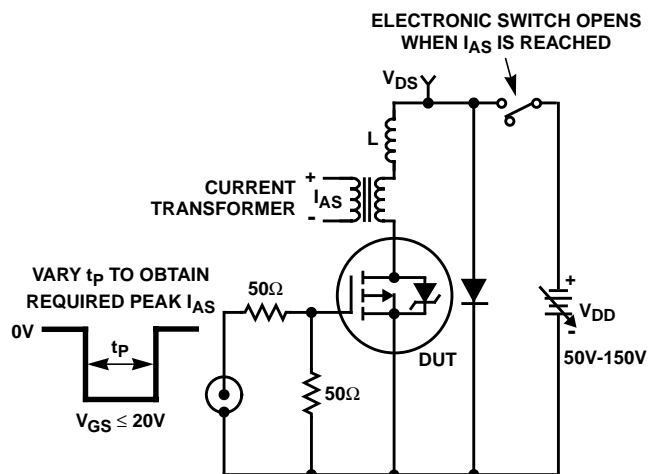 ELECTRONIC SWITCH OPENS
WHEN IAS IS REACHED
VDS
L
+
CURRENT
TRANSFORMER
IAS
-
VARY tP TO OBTAIN
REQUIRED PEAK IAS
50Ω
0V
tP
VGS ≤ 20V
50Ω
DUT
+
VDD
-
50V-150V